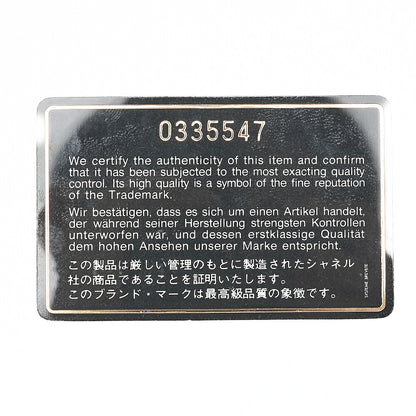 0335547
We certify the authenticity of this item and confirm
that it has been subjected to the most exacting quality
control. Its high quality is a symbol of the fine reputation
of the Trademark.
Wir bestätigen, dass es sich um einen Artikel handelt,
der während seiner Herstellung strengsten Kontrollen
unterworfen wär, und dessen erstklassige Qualität
dem hohen Ansehen unserer Marke entspricht.
この製品は厳しい管理のもとに製造されたシャネル
社の商品であることを証明いたします。
このブランド・マークは最高級品質の象徴です。